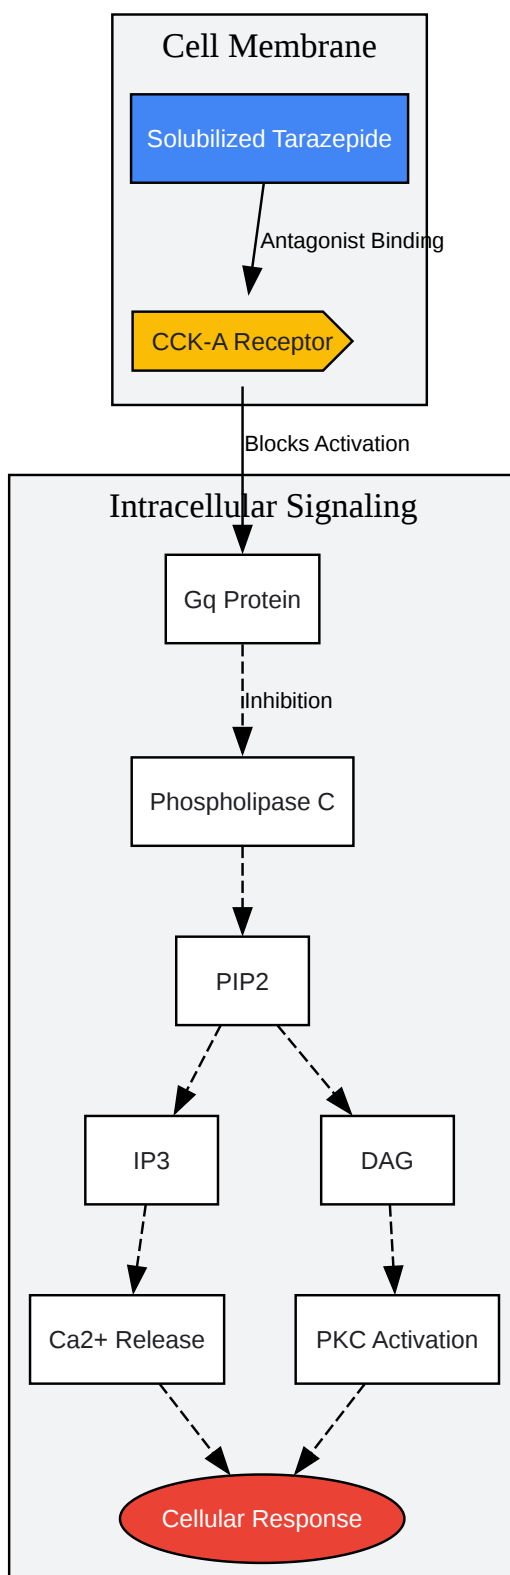 Cell Membrane
Solubilized Tarazepide
Antagonist Binding
CCK-A Receptor
Blocks Activation
Intracellular Signaling
Gq Protein
Inhibition
Phospholipase C
PIP2
IP3
DAG
Ca2+ Release
PKC Activation
Cellular Response